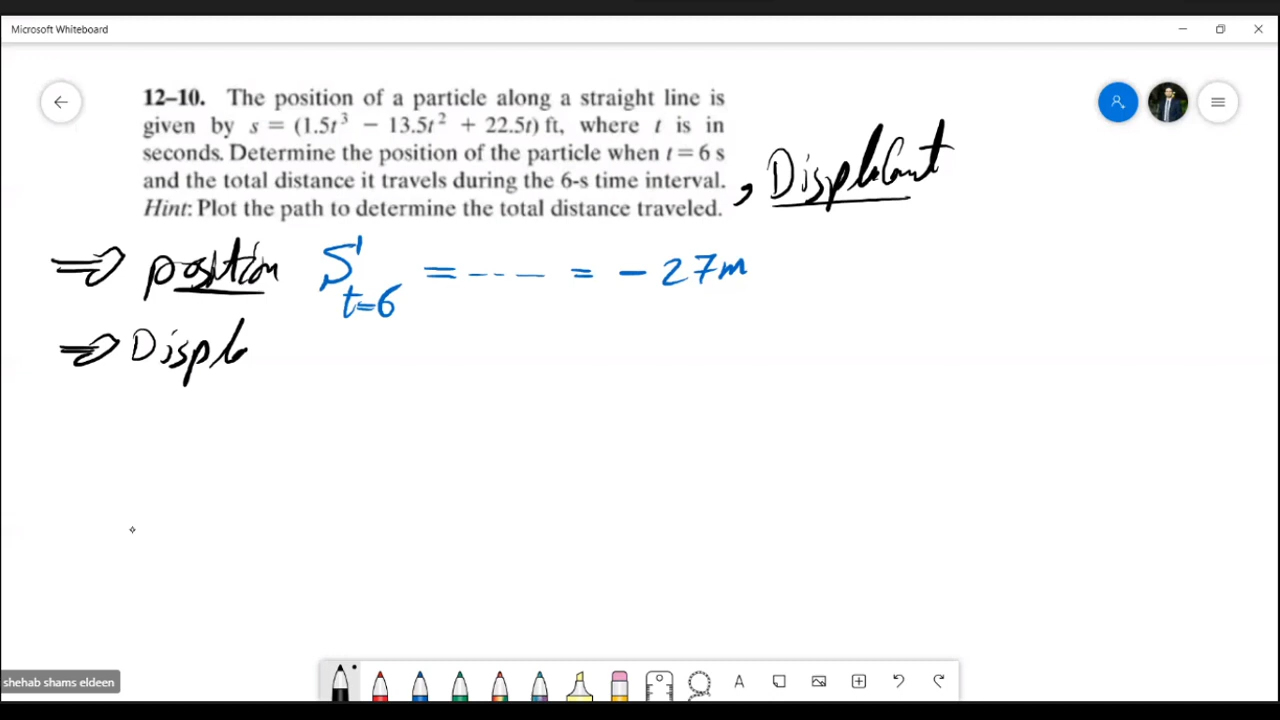 Microsoft Whiteboard
12–10. The position of a particle along a straight line is
given by s = (1.5t³ − 13.5t² + 22.5t) ft, where t is in
seconds. Determine the position of the particle when t = 6 s
and the total distance it travels during the 6-s time interval.
Hint: Plot the path to determine the total distance traveled.
⇒ position S t=6 = ---- = − 27m
⇒ Displa
shehab shams eldeen
A